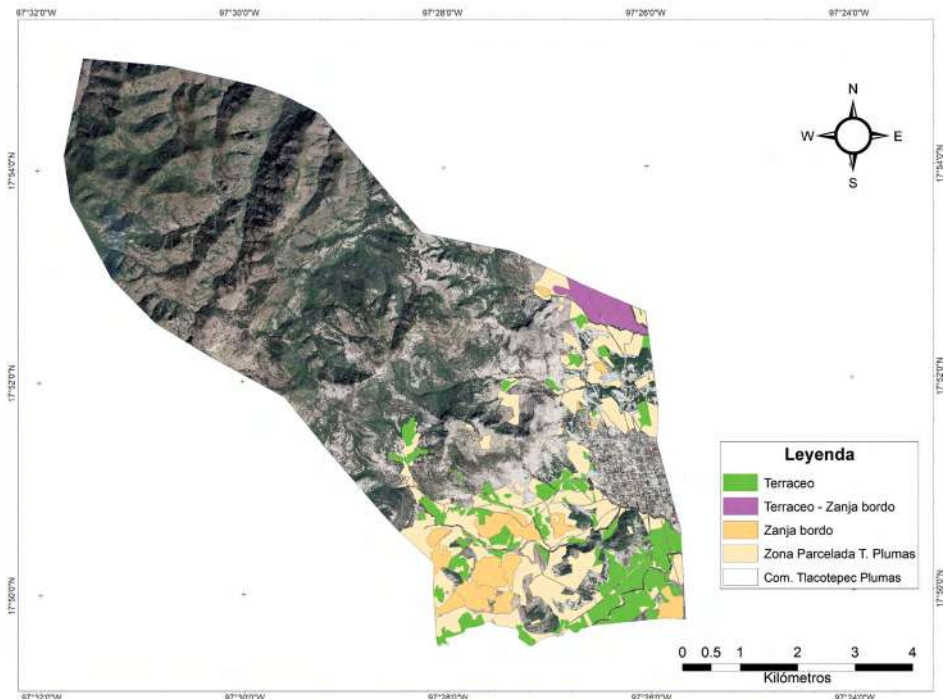 97°32'0"W 97°30'0"W 97°28'0"W 97°26'0"W 97°24'0"W
N
W E
S
17°54'0"N 17°54'0"N
17°52'0"N 17°52'0"N
17°50'0"N 17°50'0"N
Leyenda
Terraceo
Terraceo - Zanja bordo
Zanja bordo
Zona Parcelada T. Plumas
Com. Tlacotepec Plumas
0 0.5 1 2 3 4
Kilómetros
97°32'0"W 97°30'0"W 97°28'0"W 97°26'0"W 97°24'0"W